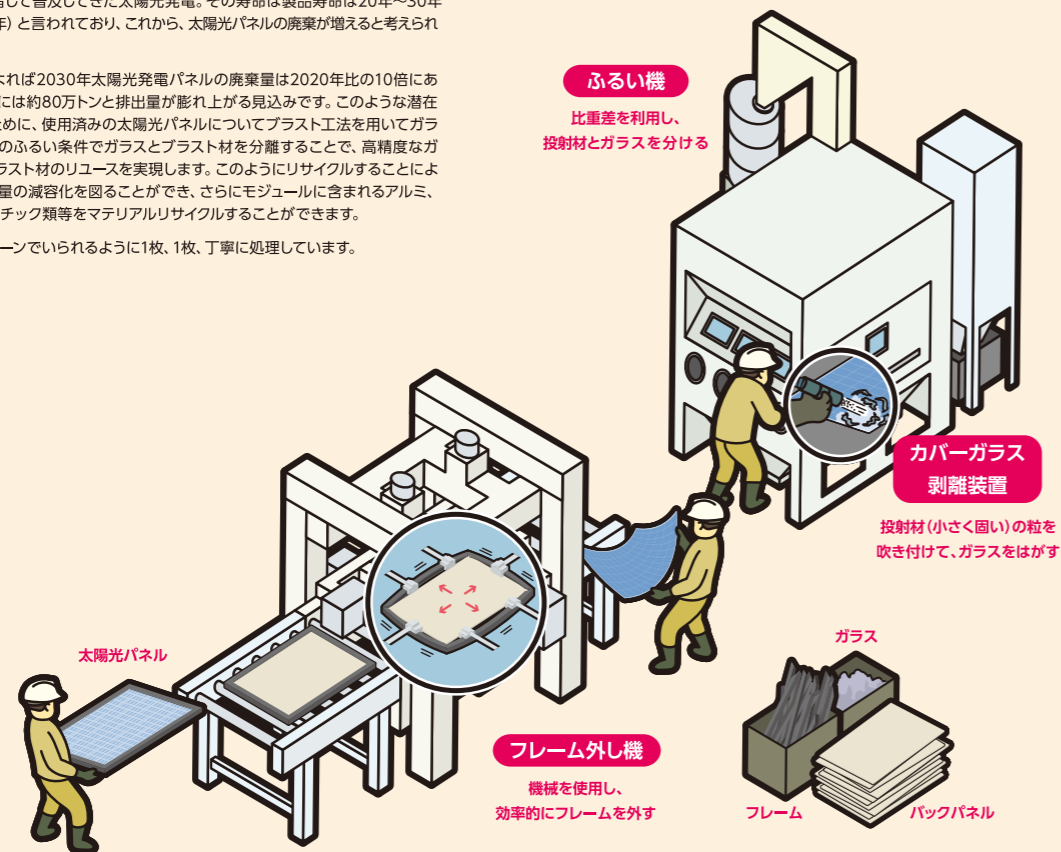 指して普及してきた太陽光発電。その寿命は製品寿命は20年〜30年
年）と言われており、これから、太陽光パネルの廃棄が増えると考えられ
よれば2030年太陽光発電パネルの廃棄量は2020年比の10倍にあ
には約80万トンと排出量が膨れ上がる見込みです。このような潜在
ために、使用済みの太陽光パネルについてブラスト工法を用いてガラ
のふるい条件でガラスとブラスト材を分離することで、高精度なガ
ラスト材のリユースを実現します。このようにリサイクルすることによ
量の減容化を図ることができ、さらにモジュールに含まれるアルミ、
チック類等をマテリアルリサイクルすることができます。
ーンでいられるように1枚、1枚、丁寧に処理しています。
ふるい機
比重差を利用し、
投射材とガラスを分ける
カバーガラス
剥離装置
投射材（小さく固い）の粒を
吹き付けて、ガラスをはがす
太陽光パネル
フレーム外し機
機械を使用し、
効率的にフレームを外す
ガラス
フレーム
バックパネル